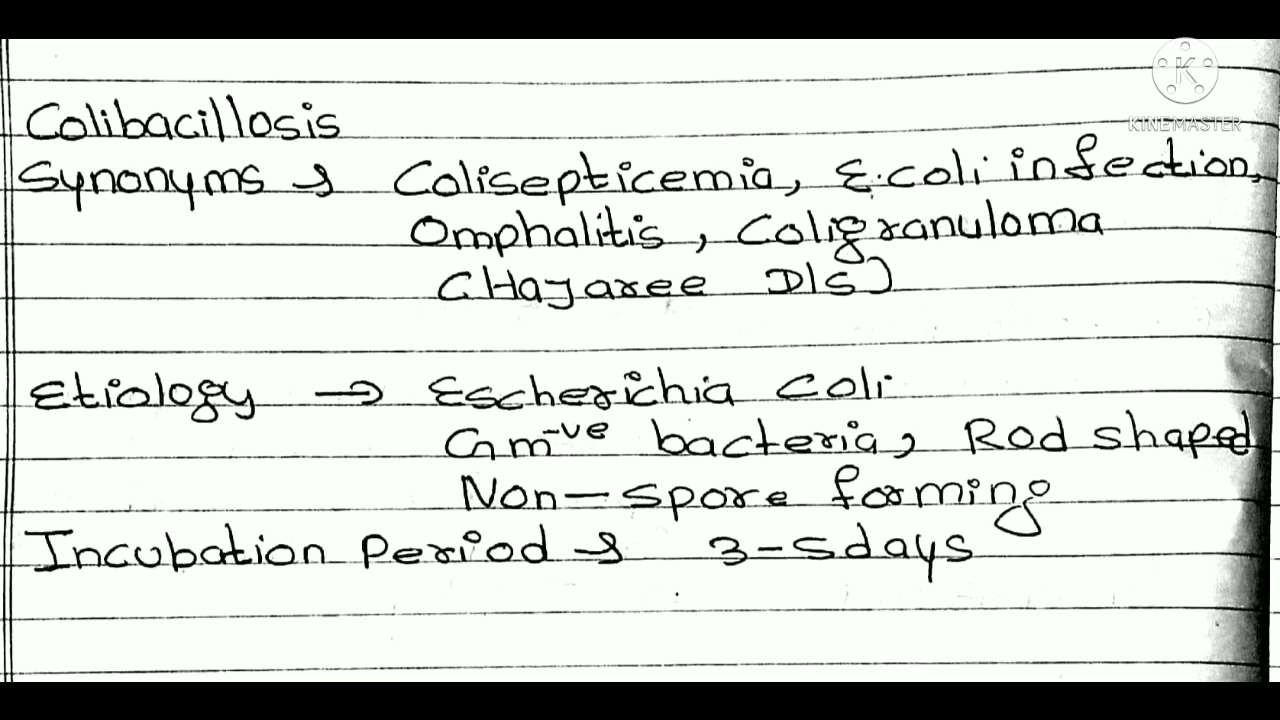 Colibacillosis
Synonyms → Colisepticemia, E.coli infection,
Omphalitis, Coligranuloma
(Hajaree DIS)
Etiology → Escherichia coli
Gm-ve bacteria, Rod shaped
Non-spore forming
Incubation Period → 3-5days
KINEMASTER